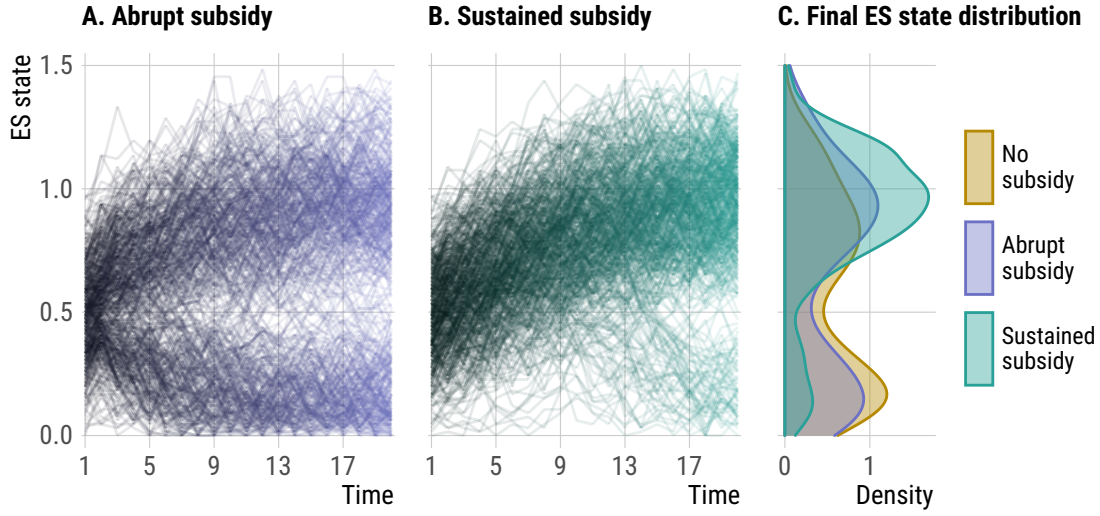 A. Abrupt subsidy
B. Sustained subsidy
C. Final ES state distribution
ES state
1.5
1.0
0.5
0.0
1 5 9 13 17
Time
1 5 9 13 17
Time
0 1
Density
No
subsidy
Abrupt
subsidy
Sustained
subsidy